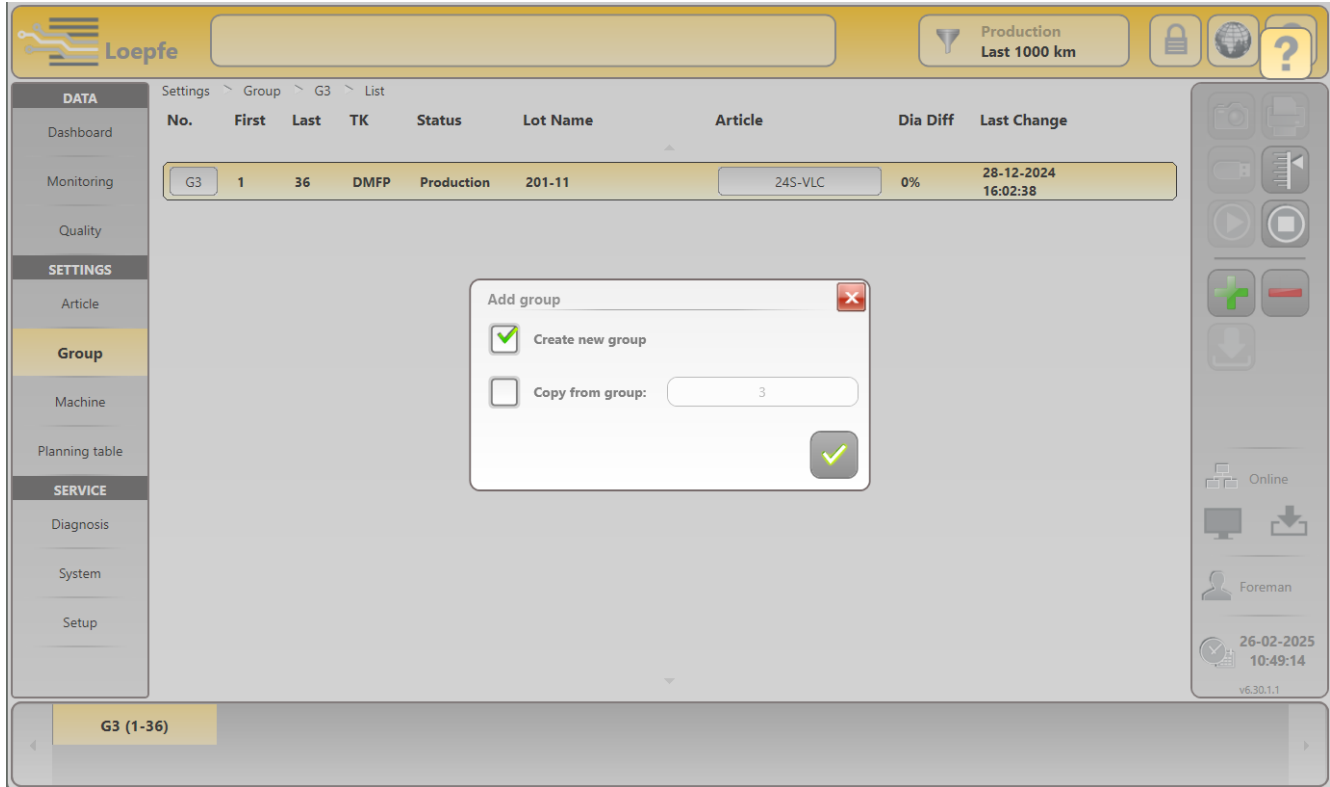 Loepfe
Production
Last 1000 km
?
DATA
Dashboard
Monitoring
Quality
SETTINGS
Article
Group
Machine
Planning table
SERVICE
Diagnosis
System
Setup
Settings > Group > G3 > List
No. First Last TK Status Lot Name Article Dia Diff Last Change
G3 1 36 DMFP Production 201-11 24S-VLC 0% 28-12-2024
16:02:38
Add group
Create new group
Copy from group: 3
Online
Foreman
26-02-2025
10:49:14
v6.30.1.1
G3 (1-36)